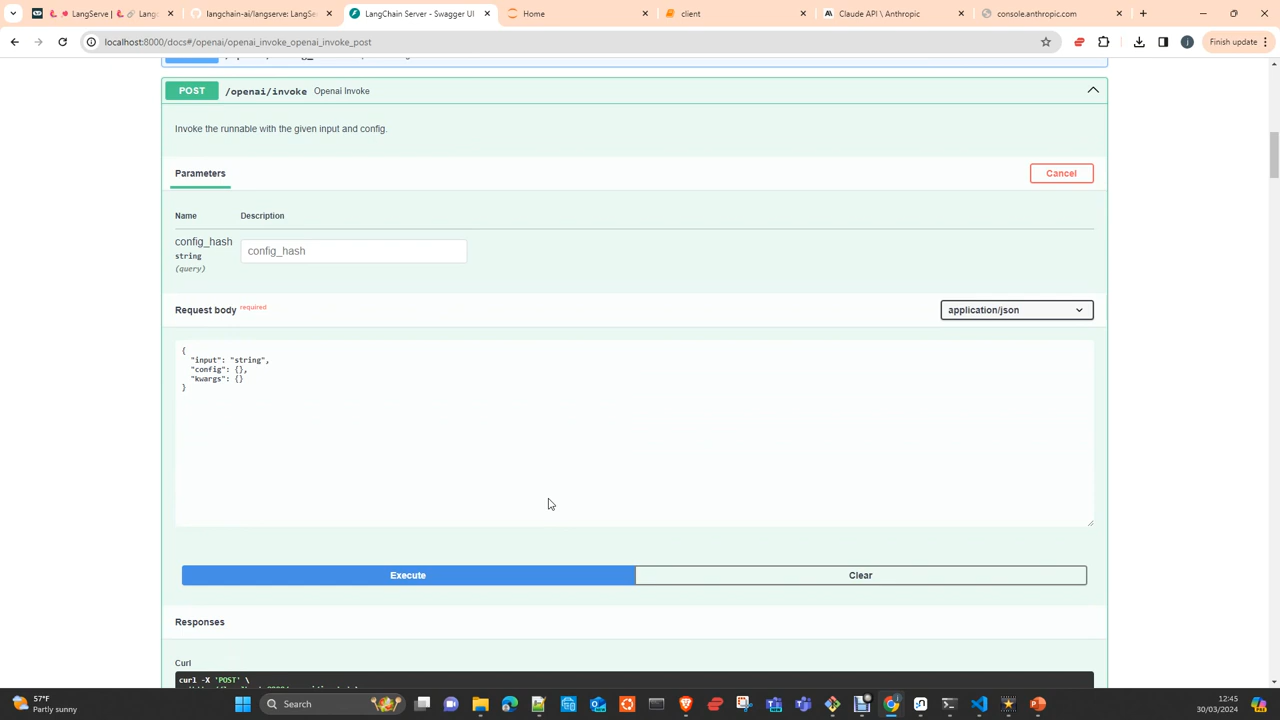 LangServe | 🔗 Lang
langchain-ai/langserve: LangSe
LangChain Server - Swagger UI
Home
client
Claude API \ Anthropic
console.anthropic.com
localhost:8000/docs#/openai/openai_invoke_openai_invoke_post
Finish update
POST /openai/invoke Openai Invoke
Invoke the runnable with the given input and config.
Parameters
Cancel
Name Description
config_hash
string
(query)
config_hash
Request body required
application/json
{
"input": "string",
"config": {},
"kwargs": {}
}
Execute
Clear
Responses
Curl
curl -X 'POST' \
57°F
Partly sunny
Search
12:45
30/03/2024